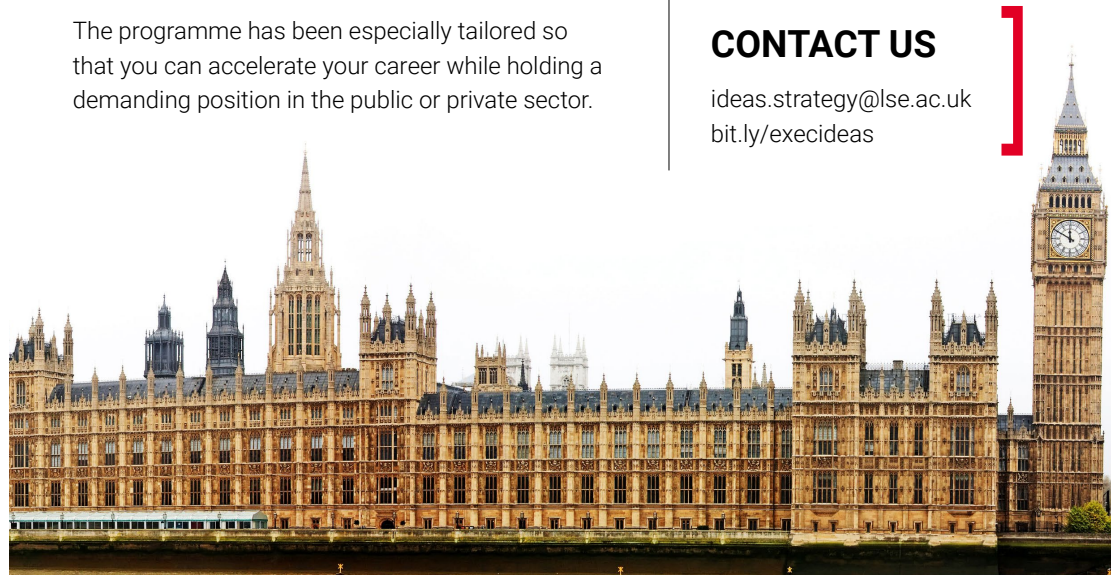 The programme has been especially tailored so
that you can accelerate your career while holding a
demanding position in the public or private sector.
CONTACT US
ideas.strategy@lse.ac.uk
bit.ly/execideas